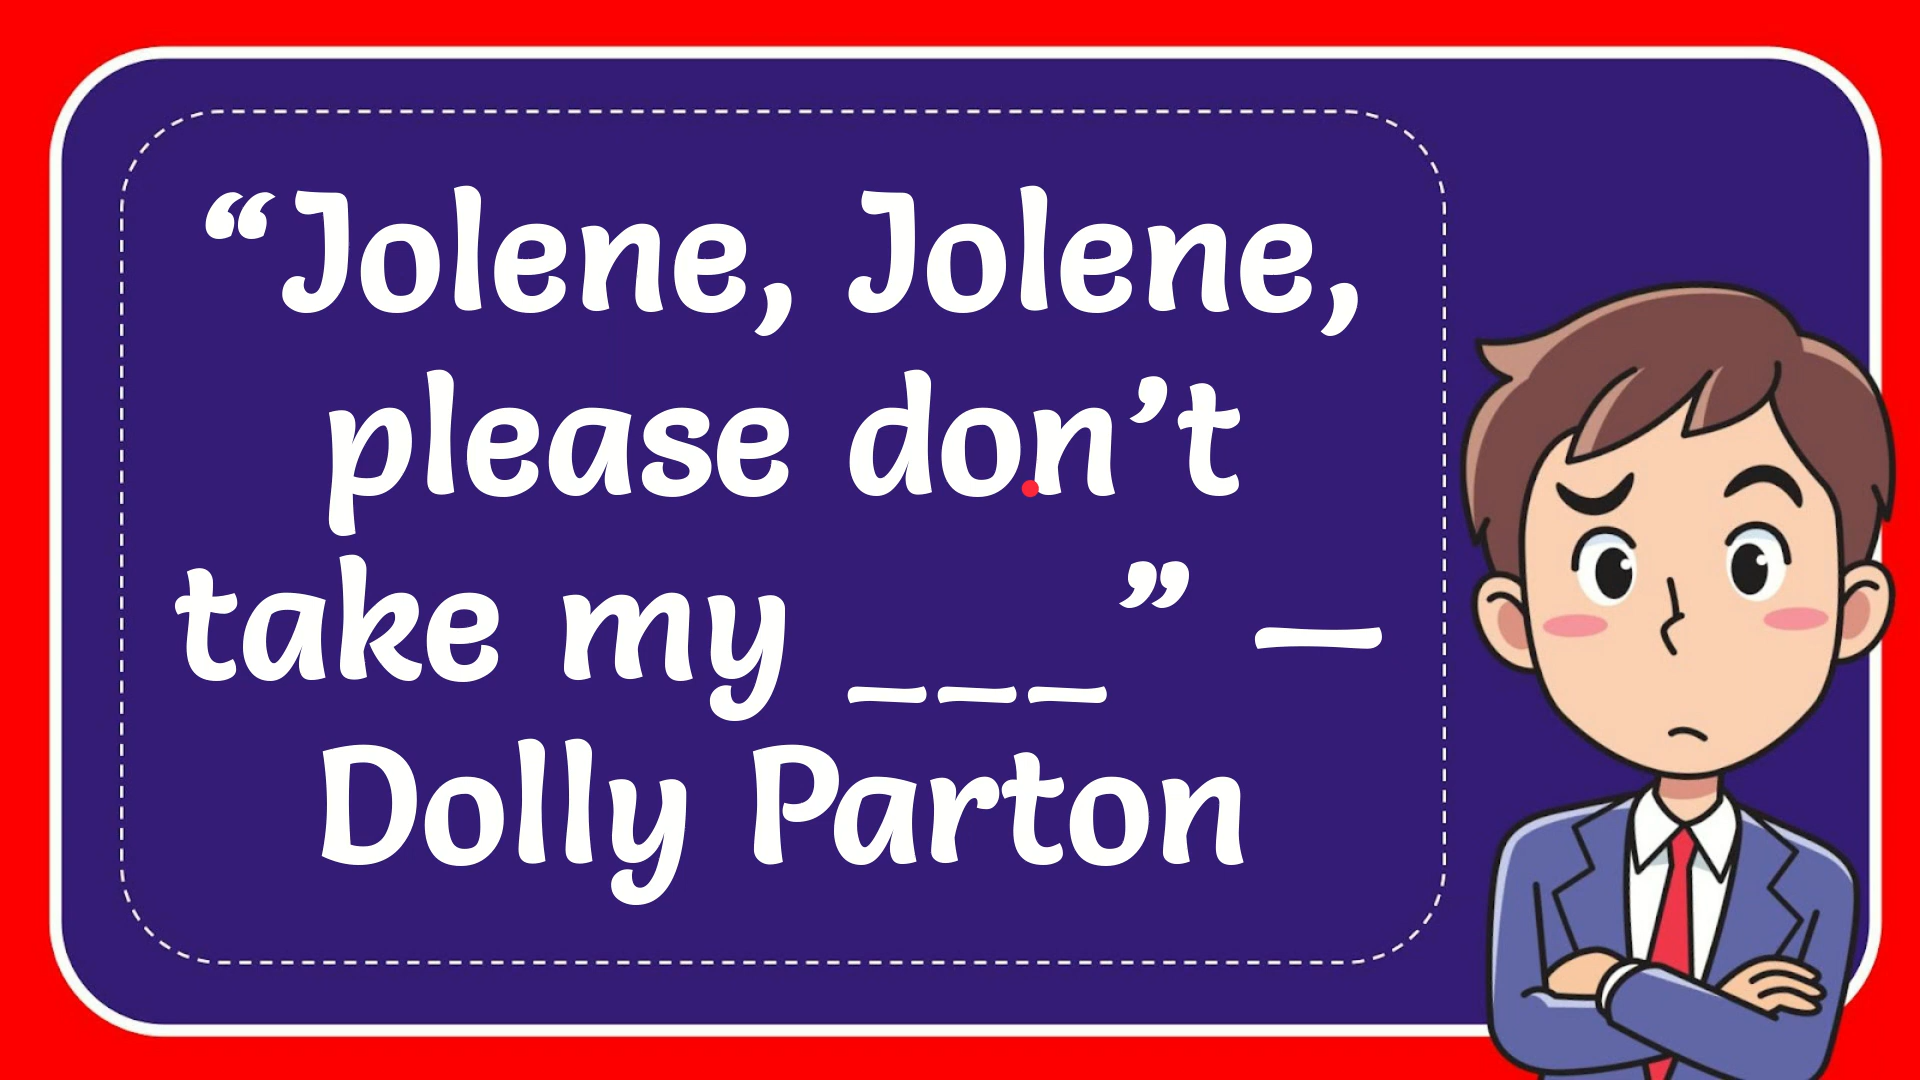 “Jolene, Jolene,
please don’t
take my ___” —
Dolly Parton